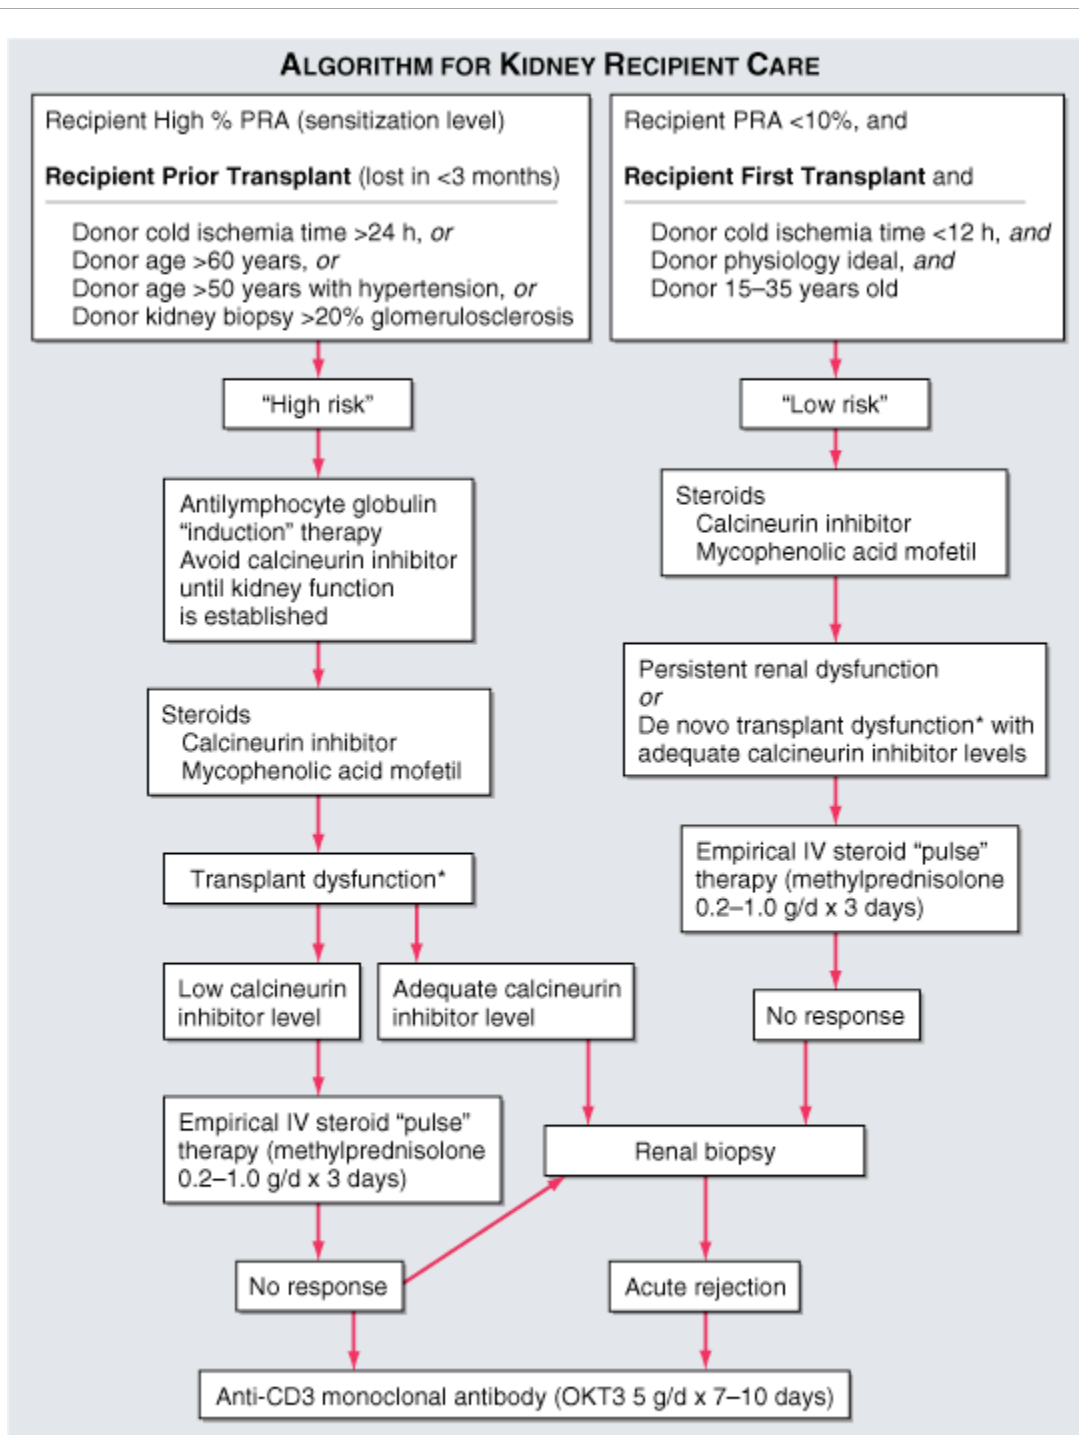 ALGORITHM FOR KIDNEY RECIPIENT CARE
Recipient High % PRA (sensitization level)
Recipient Prior Transplant (lost in <3 months)
Donor cold ischemia time >24 h, or
Donor age >60 years, or
Donor age >50 years with hypertension, or
Donor kidney biopsy >20% glomerulosclerosis
Recipient PRA <10%, and
Recipient First Transplant and
Donor cold ischemia time <12 h, and
Donor physiology ideal, and
Donor 15–35 years old
“High risk”
“Low risk”
Antilymphocyte globulin
“induction” therapy
Avoid calcineurin inhibitor
until kidney function
is established
Steroids
Calcineurin inhibitor
Mycophenolic acid mofetil
Steroids
Calcineurin inhibitor
Mycophenolic acid mofetil
Persistent renal dysfunction
or
De novo transplant dysfunction* with
adequate calcineurin inhibitor levels
Transplant dysfunction*
Empirical IV steroid “pulse”
therapy (methylprednisolone
0.2–1.0 g/d x 3 days)
Low calcineurin
inhibitor level
Adequate calcineurin
inhibitor level
No response
Empirical IV steroid “pulse”
therapy (methylprednisolone
0.2–1.0 g/d x 3 days)
Renal biopsy
No response
Acute rejection
Anti-CD3 monoclonal antibody (OKT3 5 g/d x 7–10 days)